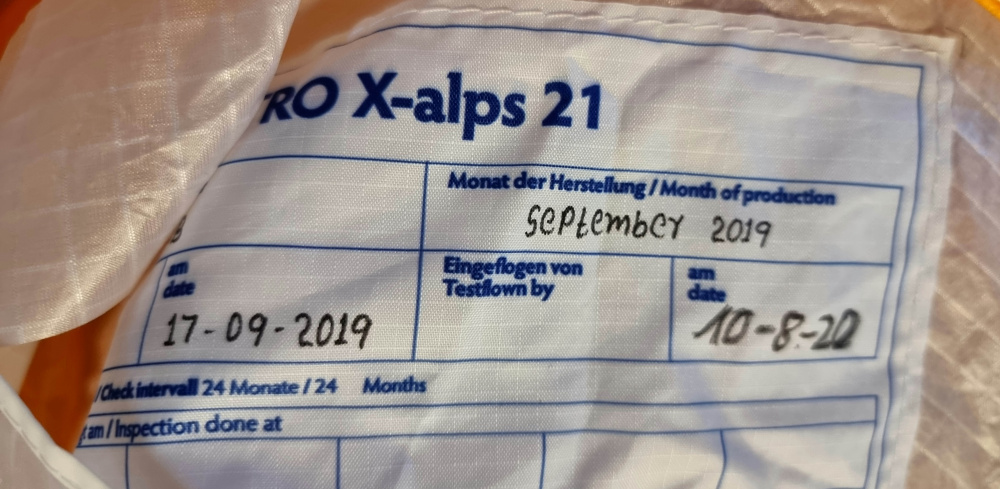 RO X-alps 21
Monat der Herstellung / Month of production
September 2019
am
date
17-09-2019
Eingeflogen von
Testflown by
am
date
10-8-20
/Check intervall 24 Monate / 24 Months
am / Inspection done at